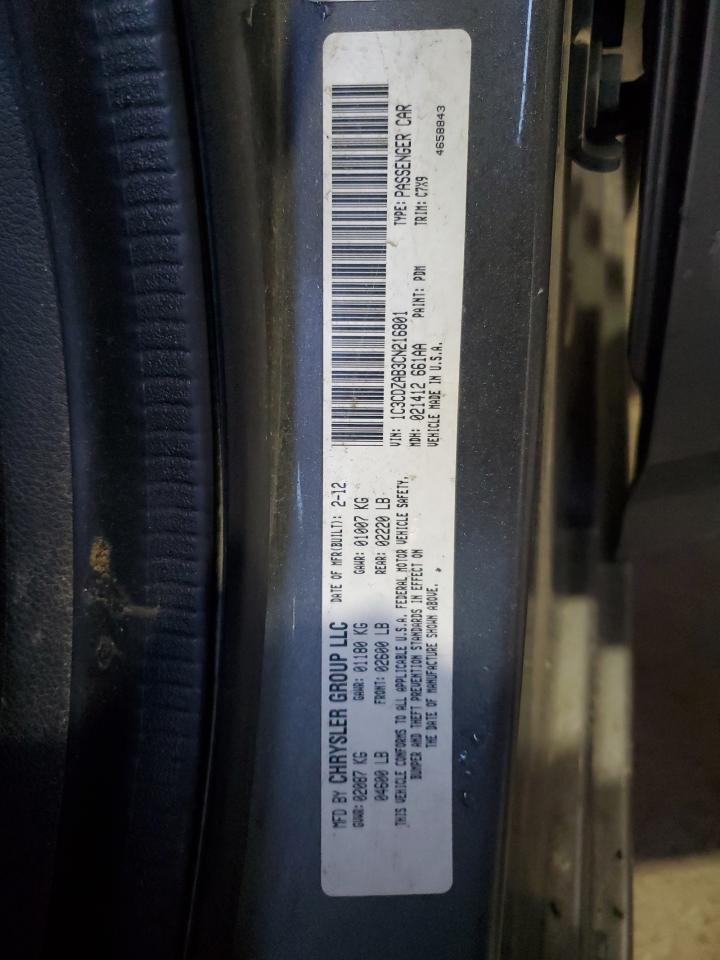 MFD BY CHRYSLER GROUP LLC DATE OF MFR(BUILT): 2-12
GVWR: 02087 KG GAWR: 01180 KG GAWR: 01007 KG
04600 LB FRONT: 02600 LB REAR: 02220 LB
THIS VEHICLE CONFORMS TO ALL APPLICABLE U.S.A. FEDERAL MOTOR VEHICLE SAFETY,
BUMPER AND THEFT PREVENTION STANDARDS IN EFFECT ON
THE DATE OF MANUFACTURE SHOWN ABOVE.
VIN: 1C3CDZAB3CN216801 TYPE: PASSENGER CAR
MDH: 021412 661AA PAINT: PDM TRIM: C7X9
VEHICLE MADE IN U.S.A.
4658843